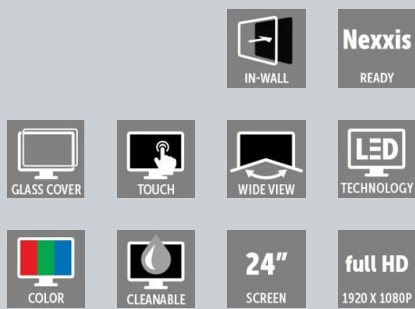 IN-WALL
Nexxis
READY
GLASS COVER
TOUCH
WIDE VIEW
LED
TECHNOLOGY
COLOR
CLEANABLE
24"
SCREEN
full HD
1920 X 1080P